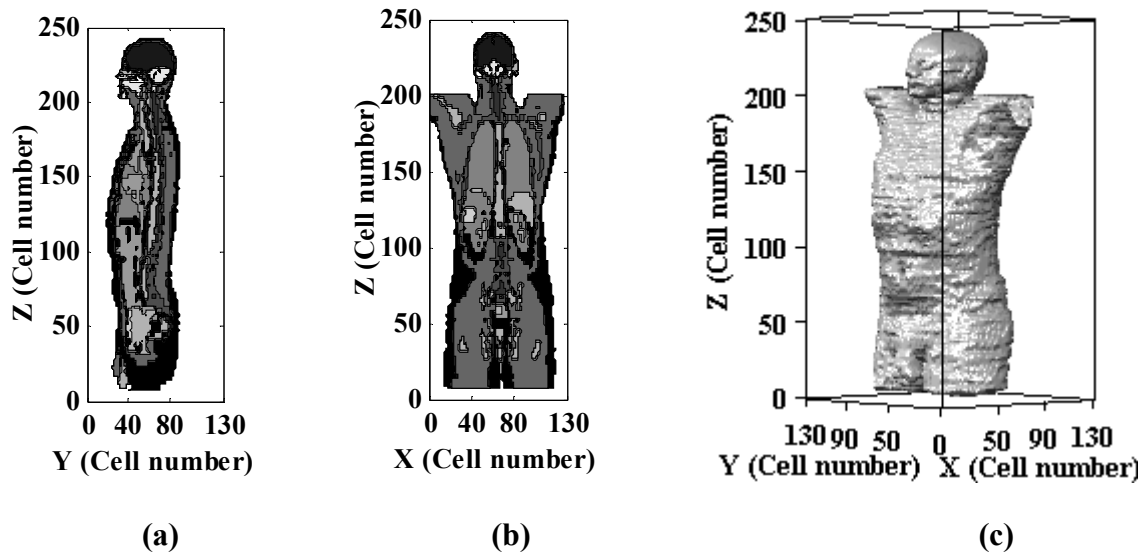 250
200
150
100
50
0
Z (Cell number)
0 40 80 130
Y (Cell number)
(a)
250
200
150
100
50
0
Z (Cell number)
0 40 80 130
X (Cell number)
(b)
250
200
150
100
50
0
Z (Cell number)
130 90 50 0 50 90 130
Y (Cell number) X (Cell number)
(c)